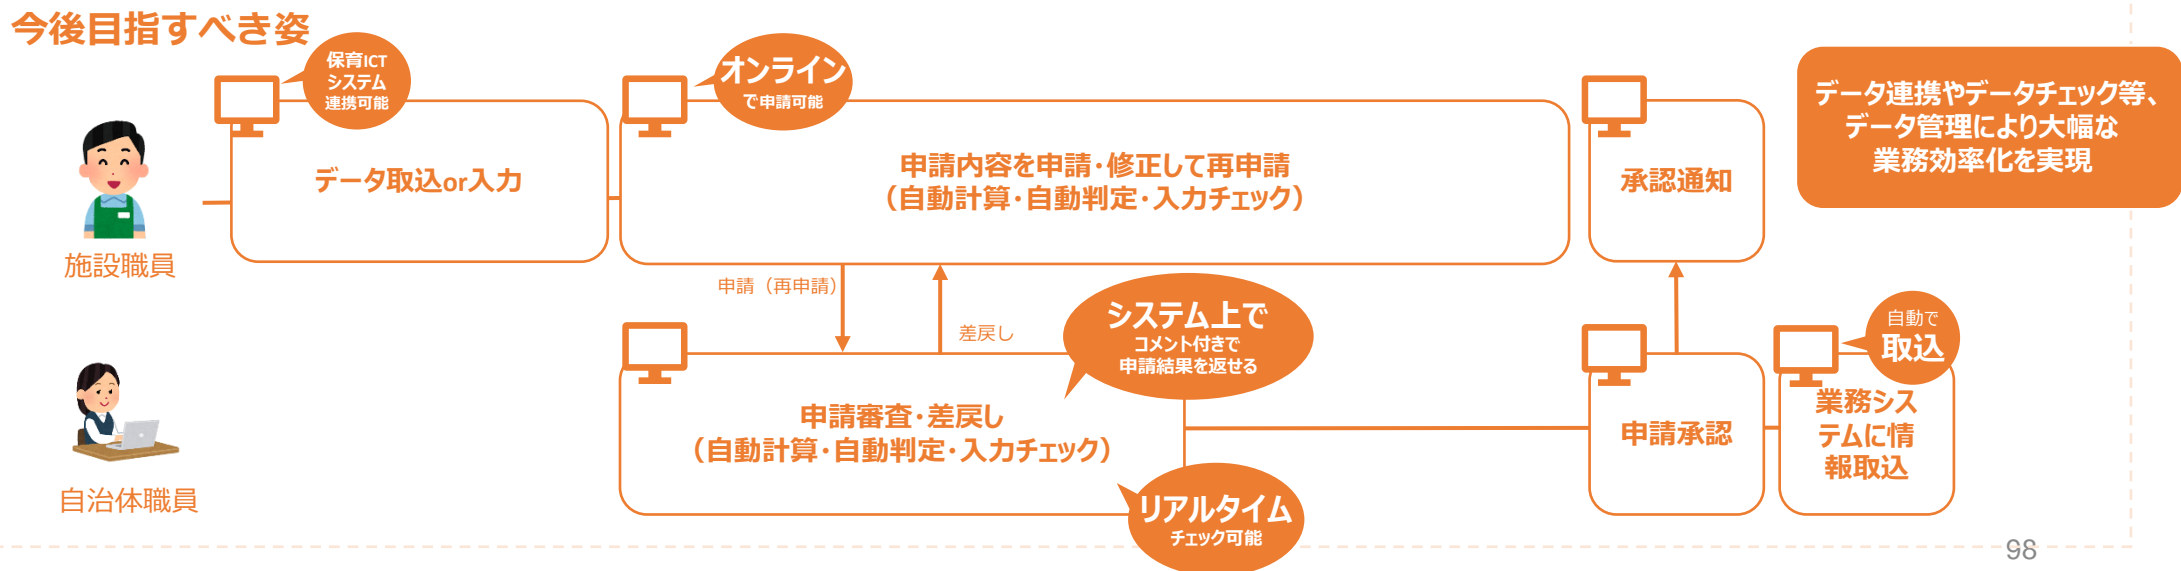 今後目指すべき姿
保育ICT
システム
連携可能
データ取込or入力
オンライン
で申請可能
申請内容を申請・修正して再申請
（自動計算・自動判定・入力チェック）
承認通知
データ連携やデータチェック等、
データ管理により大幅な
業務効率化を実現
施設職員
申請（再申請）
差戻し
システム上で
コメント付きで
申請結果を返せる
自動で
取込
申請審査・差戻し
（自動計算・自動判定・入力チェック）
申請承認
業務シス
テムに情
報取込
自治体職員
リアルタイム
チェック可能
98